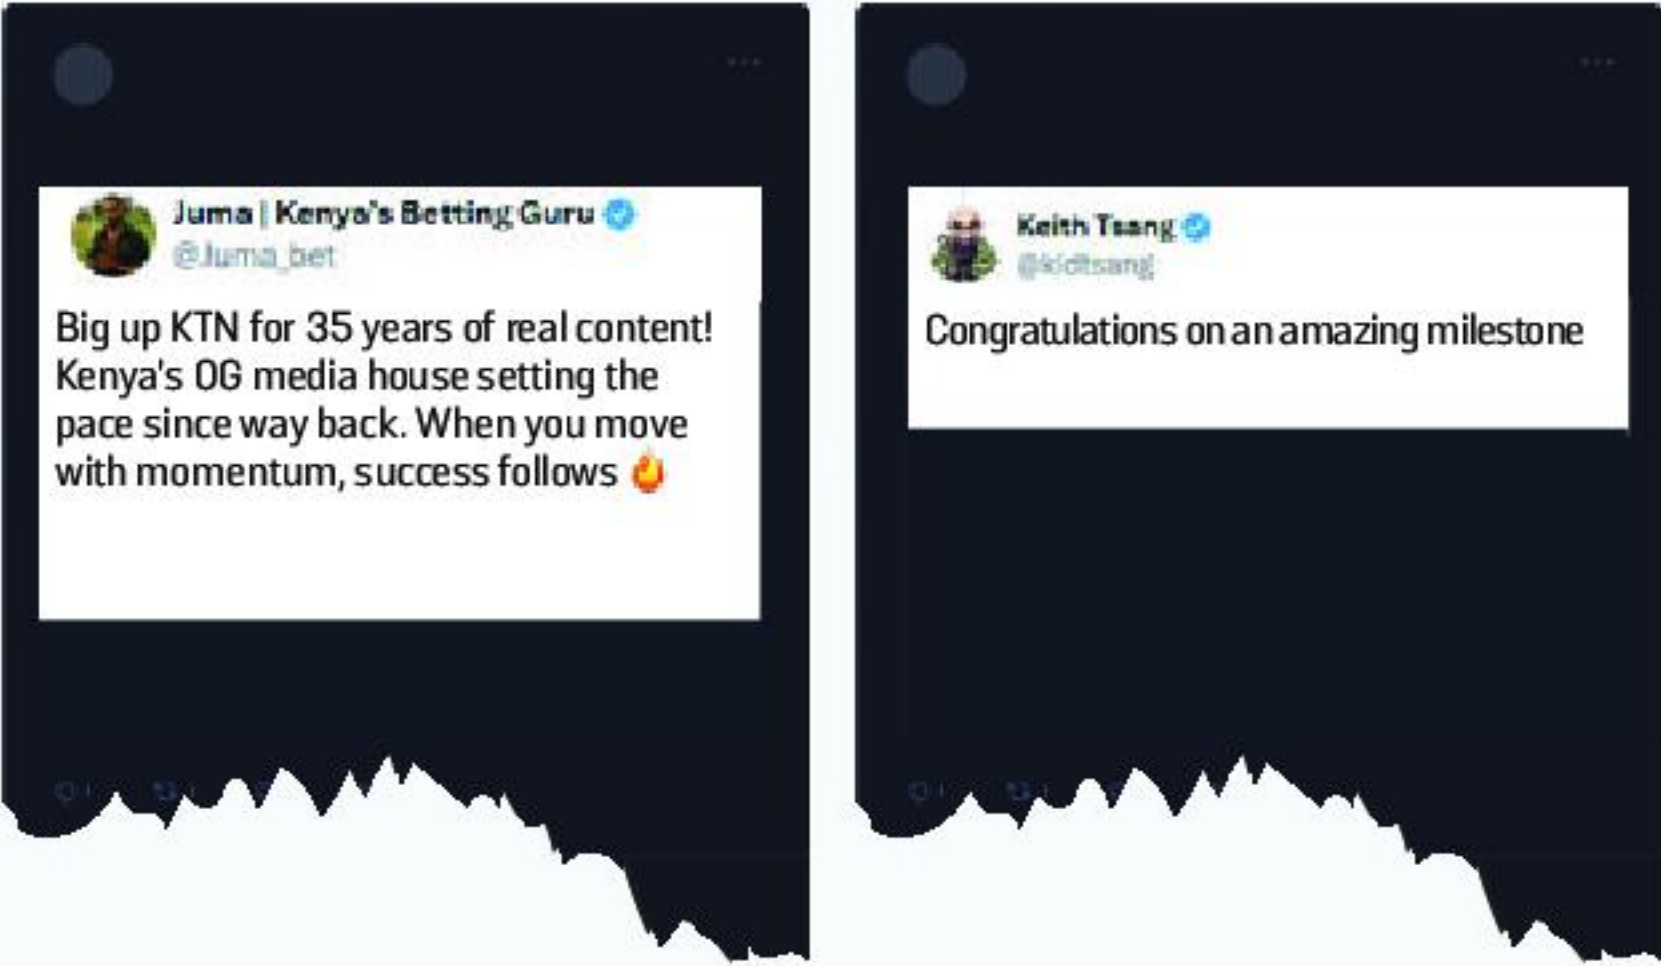 Juma | Kenya's Betting Guru
@Juma_bet
Big up KTN for 35 years of real content!
Kenya's OG media house setting the
pace since way back. When you move
with momentum, success follows 🔥
Keith Tsang
@kidtsang
Congratulations on an amazing milestone